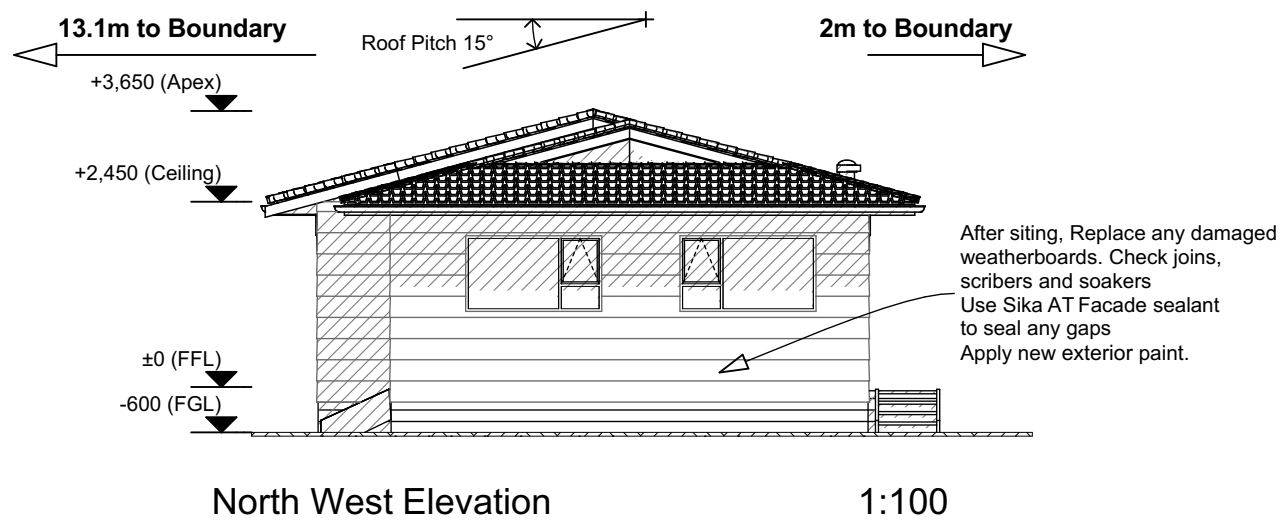 13.1m to Boundary
Roof Pitch 15°
2m to Boundary
+3,650 (Apex)
+2,450 (Ceiling)
After siting, Replace any damaged
weatherboards. Check joins,
scribers and soakers
Use Sika AT Facade sealant
to seal any gaps
Apply new exterior paint.
±0 (FFL)
-600 (FGL)
North West Elevation
1:100